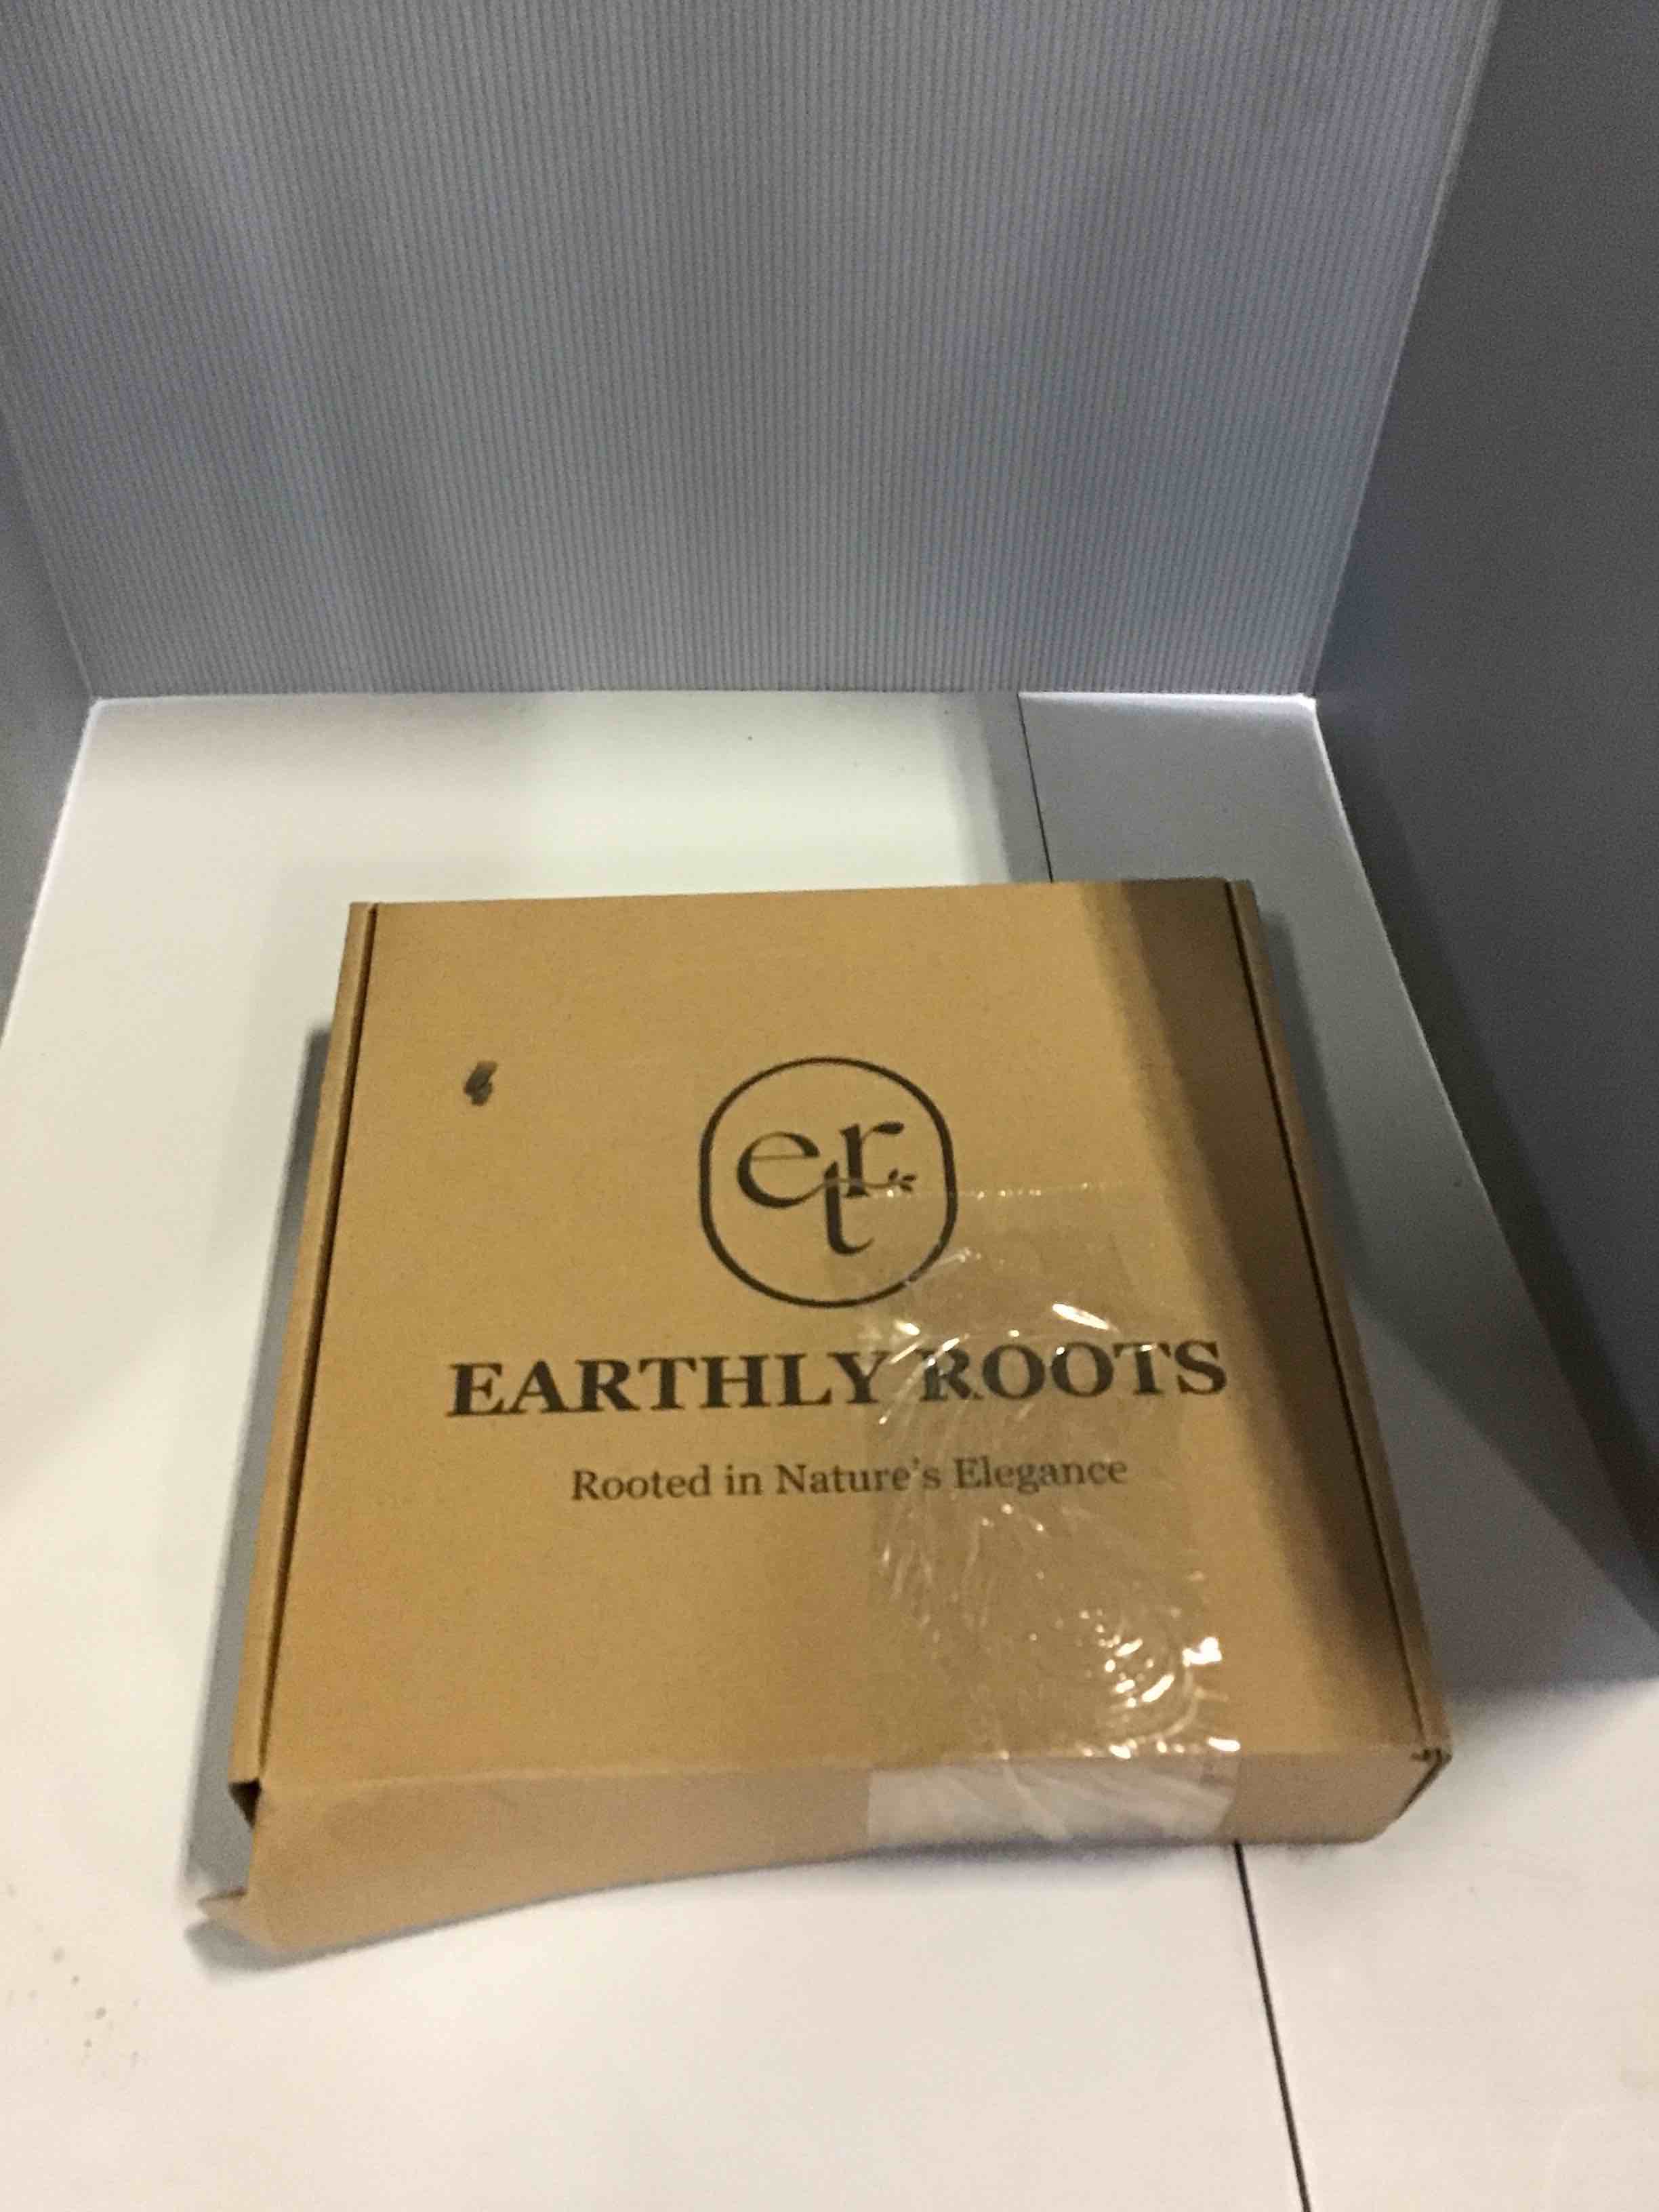 etr
EARTHLY ROOTS
Rooted in Nature's Elegance